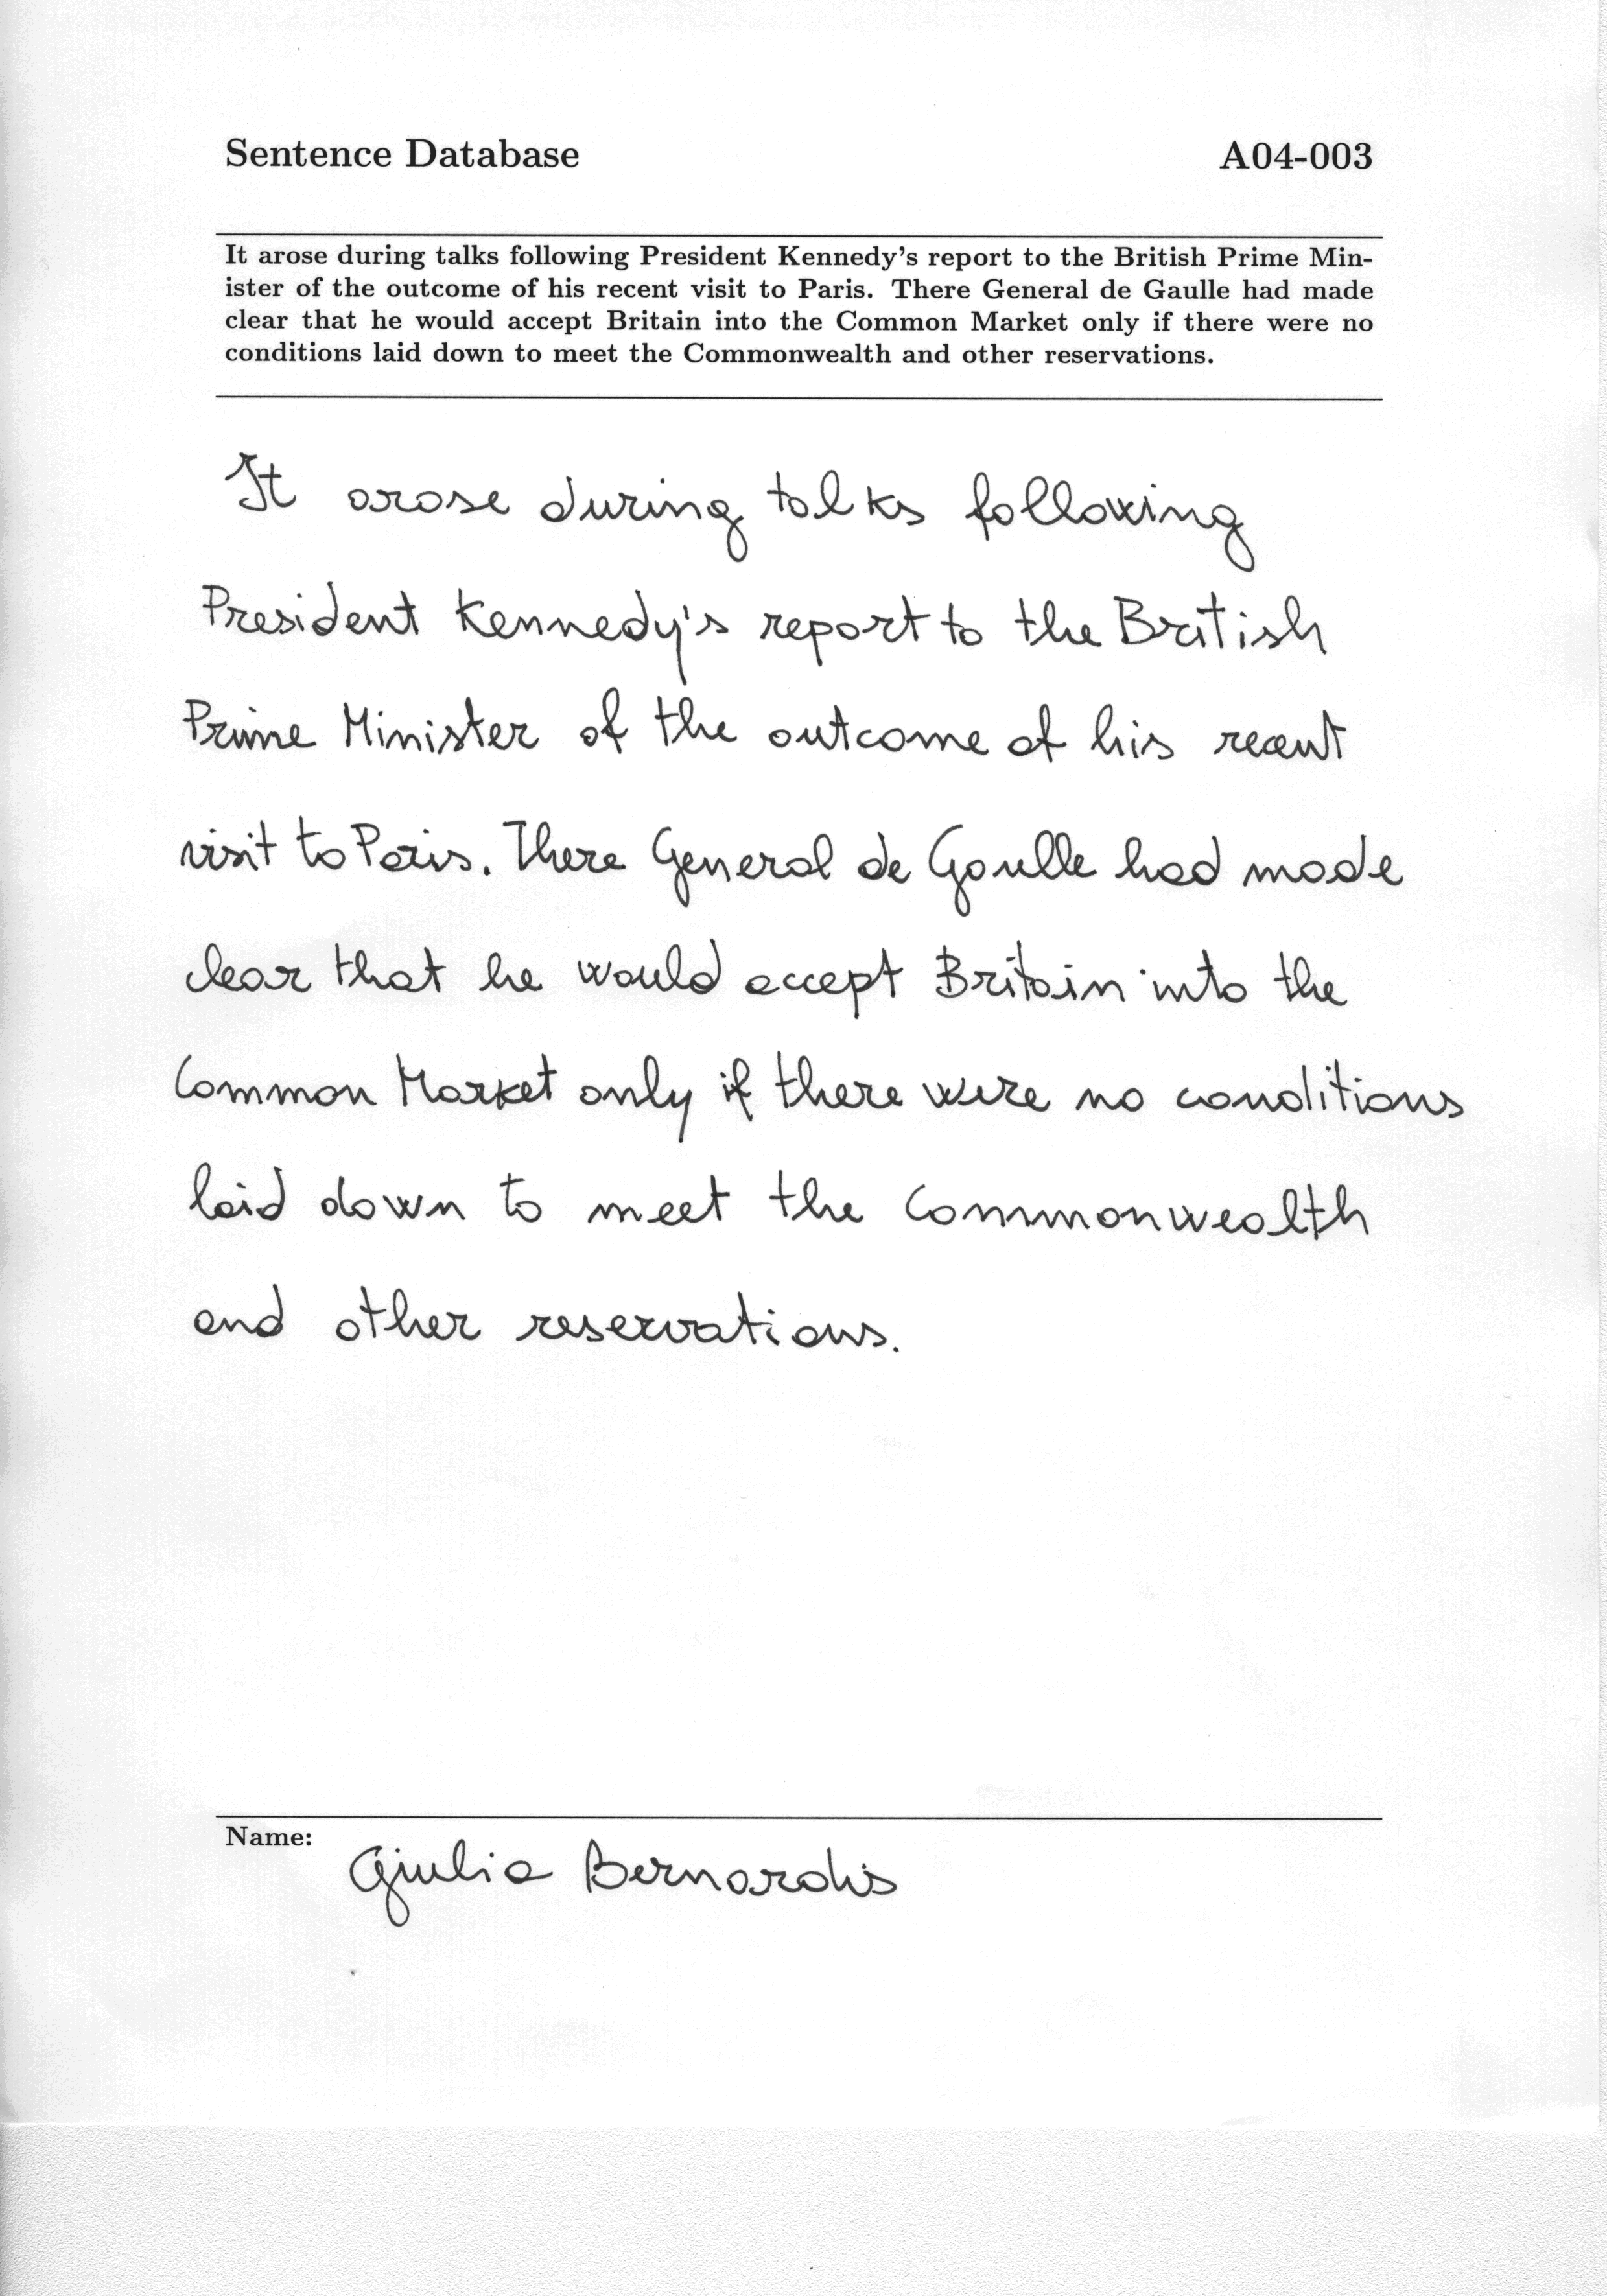 Sentence Database A04-003
It arose during talks following President Kennedy's report to the British Prime Min-
ister of the outcome of his recent visit to Paris. There General de Gaulle had made
clear that he would accept Britain into the Common Market only if there were no
conditions laid down to meet the Commonwealth and other reservations.
It arose during talks following
President Kennedy's report to the British
Prime Minister of the outcome of his recent
visit to Paris. There General de Gaulle had made
clear that he would accept Britain into the
Common Market only if there were no conditions
laid down to meet the Commonwealth
and other reservations.
Name: Giulia Bernardis